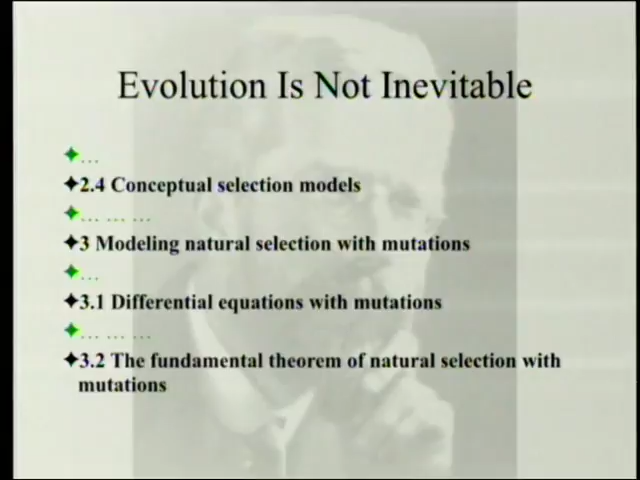 Evolution Is Not Inevitable
...
2.4 Conceptual selection models
... ... ...
3 Modeling natural selection with mutations
...
3.1 Differential equations with mutations
... ... ...
3.2 The fundamental theorem of natural selection with
mutations